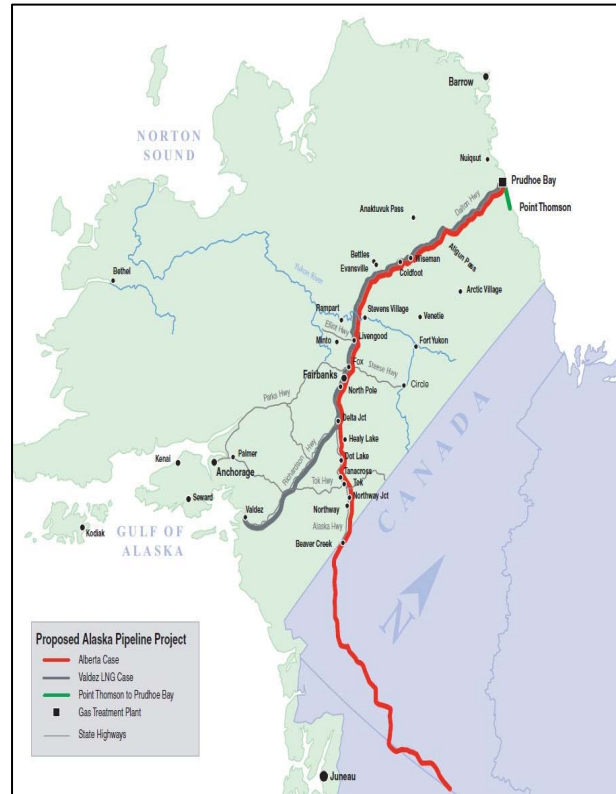 Barrow
NORTON
SOUND
Nuiqsut
Prudhoe Bay
Dalton Hwy
Point Thomson
Anaktuvuk Pass
Atigun Pass
Wiseman
Bettles
Evansville
Coldfoot
Arctic Village
Bethel
Yukon River
Rampart
Stevens Village
Venetie
Elliot Hwy
Livengood
Minto
Fort Yukon
Fox
Steese Hwy
Fairbanks
North Pole
Circle
Parks Hwy
CANADA
Delta Jct
Healy Lake
Richardson Hwy
Dot Lake
Kenai
Palmer
Anchorage
Tanacross
Tok Hwy
Tok
Seward
Northway Jct
Valdez
Northway
Kodiak
GULF OF
ALASKA
Alaska Hwy
Beaver Creek
N
Proposed Alaska Pipeline Project
Alberta Case
Valdez LNG Case
Point Thomson to Prudhoe Bay
Gas Treatment Plant
State Highways
Juneau